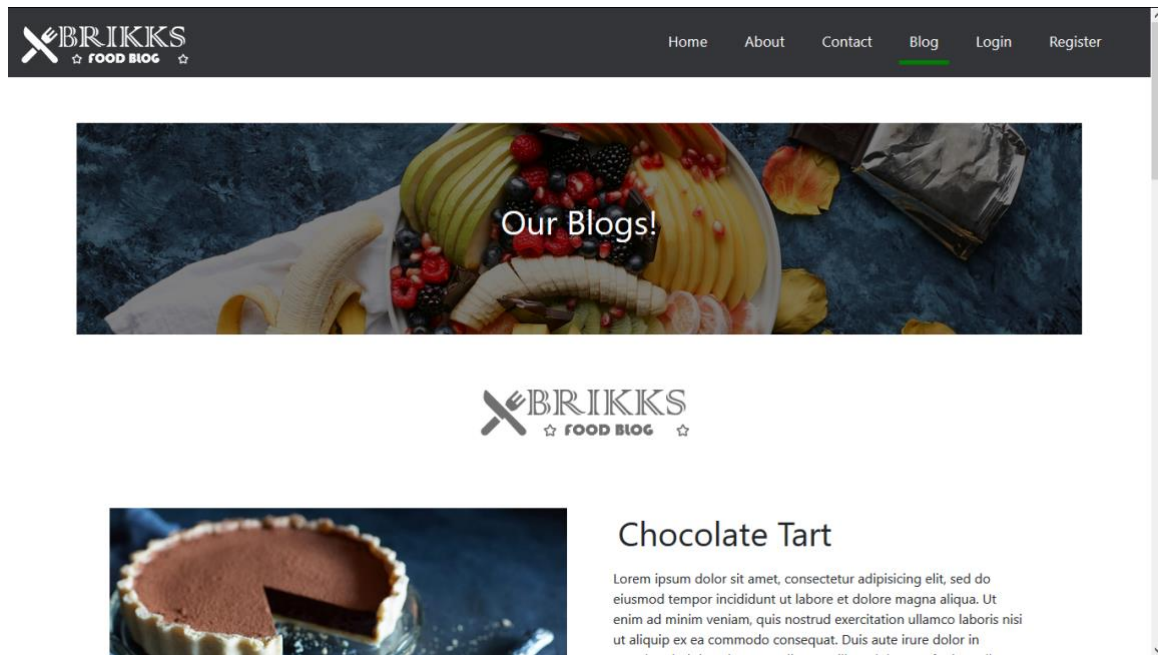 BRIKKS
FOOD BLOG
Home About Contact Blog Login Register
Our Blogs!
BRIKKS
FOOD BLOG
Chocolate Tart
Lorem ipsum dolor sit amet, consectetur adipisicing elit, sed do
eiusmod tempor incididunt ut labore et dolore magna aliqua. Ut
enim ad minim veniam, quis nostrud exercitation ullamco laboris nisi
ut aliquip ex ea commodo consequat. Duis aute irure dolor in